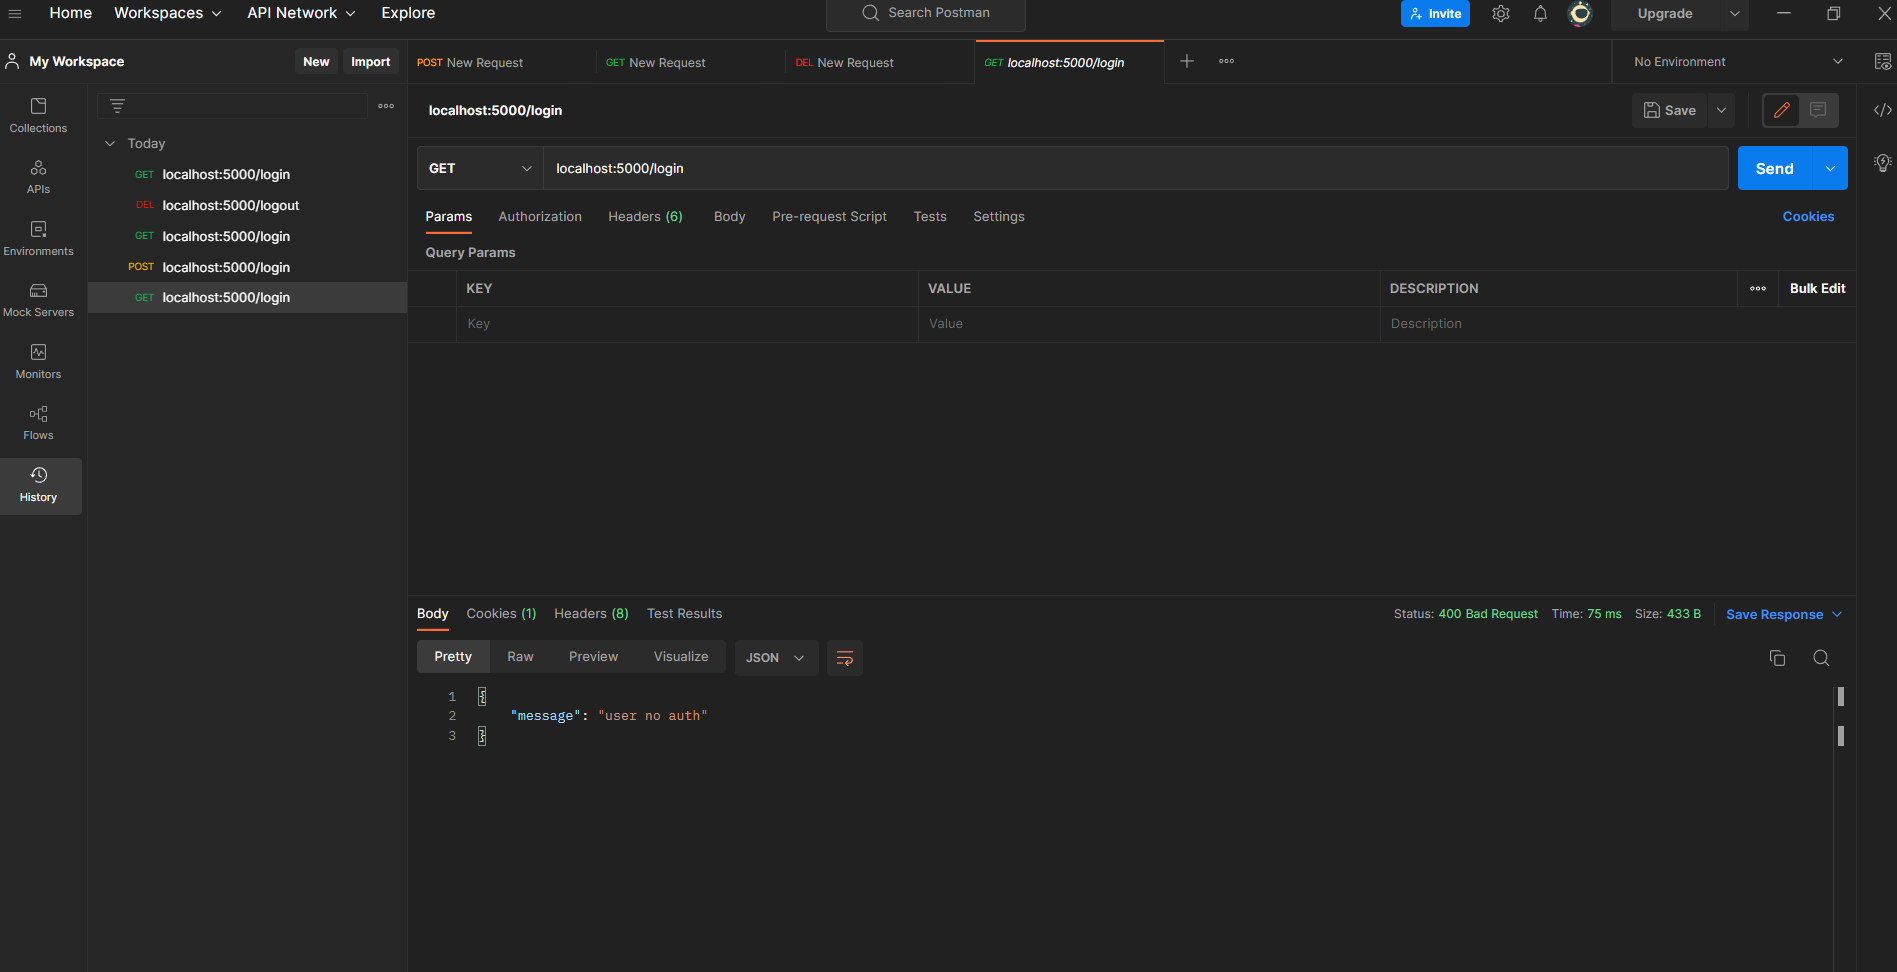 Home Workspaces API Network Explore Search Postman Invite Upgrade
My Workspace New Import POST New Request GET New Request DEL New Request GET localhost:5000/login No Environment
Collections
APIs
Environments
Mock Servers
Monitors
Flows
History
Today
GET localhost:5000/login
DEL localhost:5000/logout
GET localhost:5000/login
POST localhost:5000/login
GET localhost:5000/login
localhost:5000/login Save
GET localhost:5000/login Send
Params Authorization Headers (6) Body Pre-request Script Tests Settings Cookies
Query Params
KEY VALUE DESCRIPTION Bulk Edit
Key Value Description
Body Cookies (1) Headers (8) Test Results Status: 400 Bad Request Time: 75 ms Size: 433 B Save Response
Pretty Raw Preview Visualize JSON
1 {
2 "message": "user no auth"
3 }